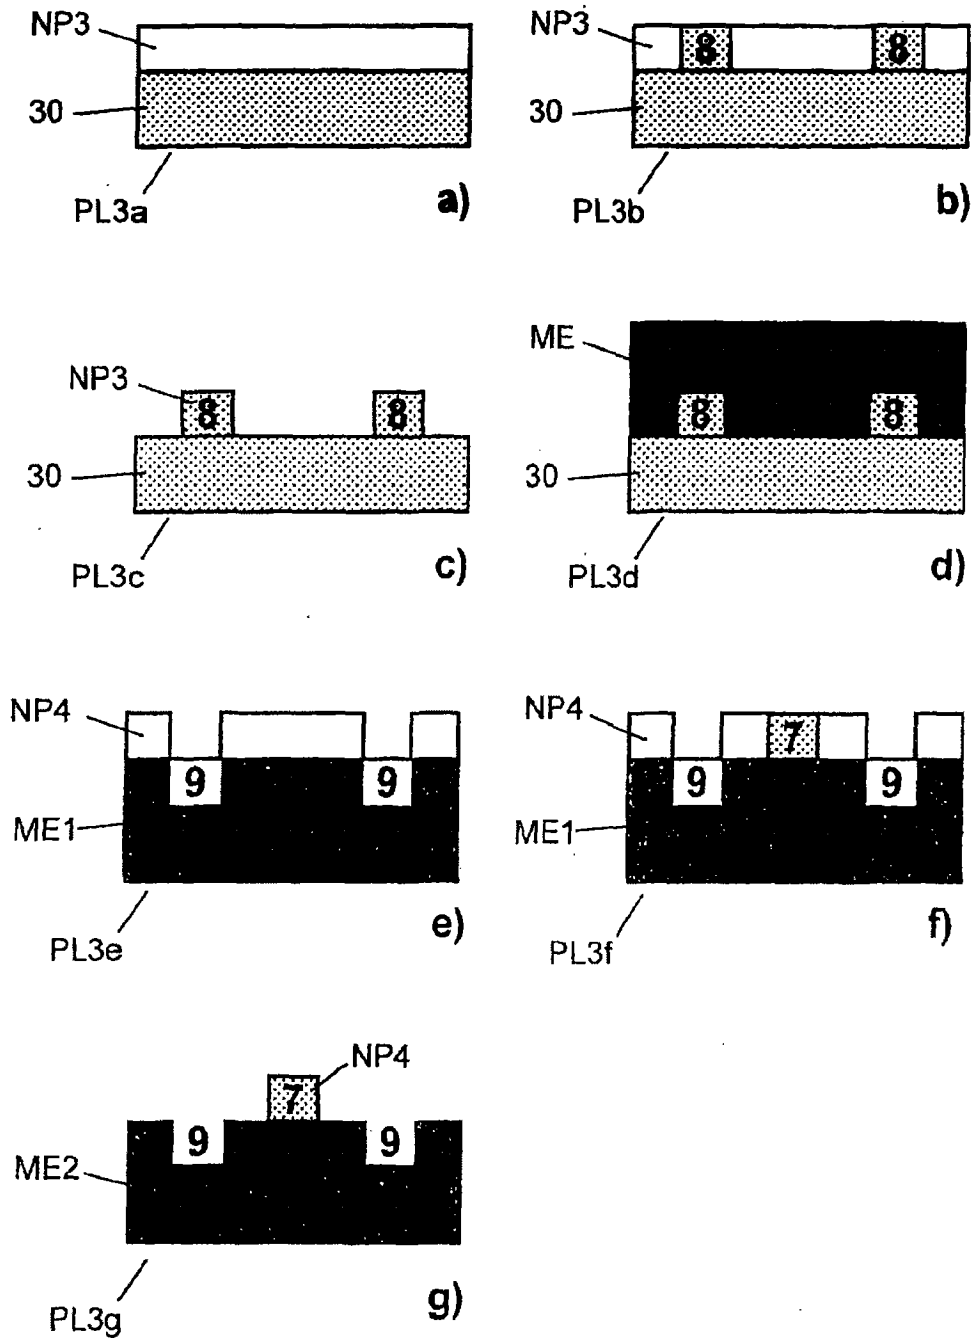 NP3
NP3
8 8
30
30
PL3a
a)
PL3b
b)
ME
NP3
8 8
8 8
30
30
PL3c
c)
PL3d
d)
NP4
NP4
7
9 9
9 9
ME1
ME1
PL3e
e)
PL3f
f)
NP4
7
9 9
ME2
PL3g
g)